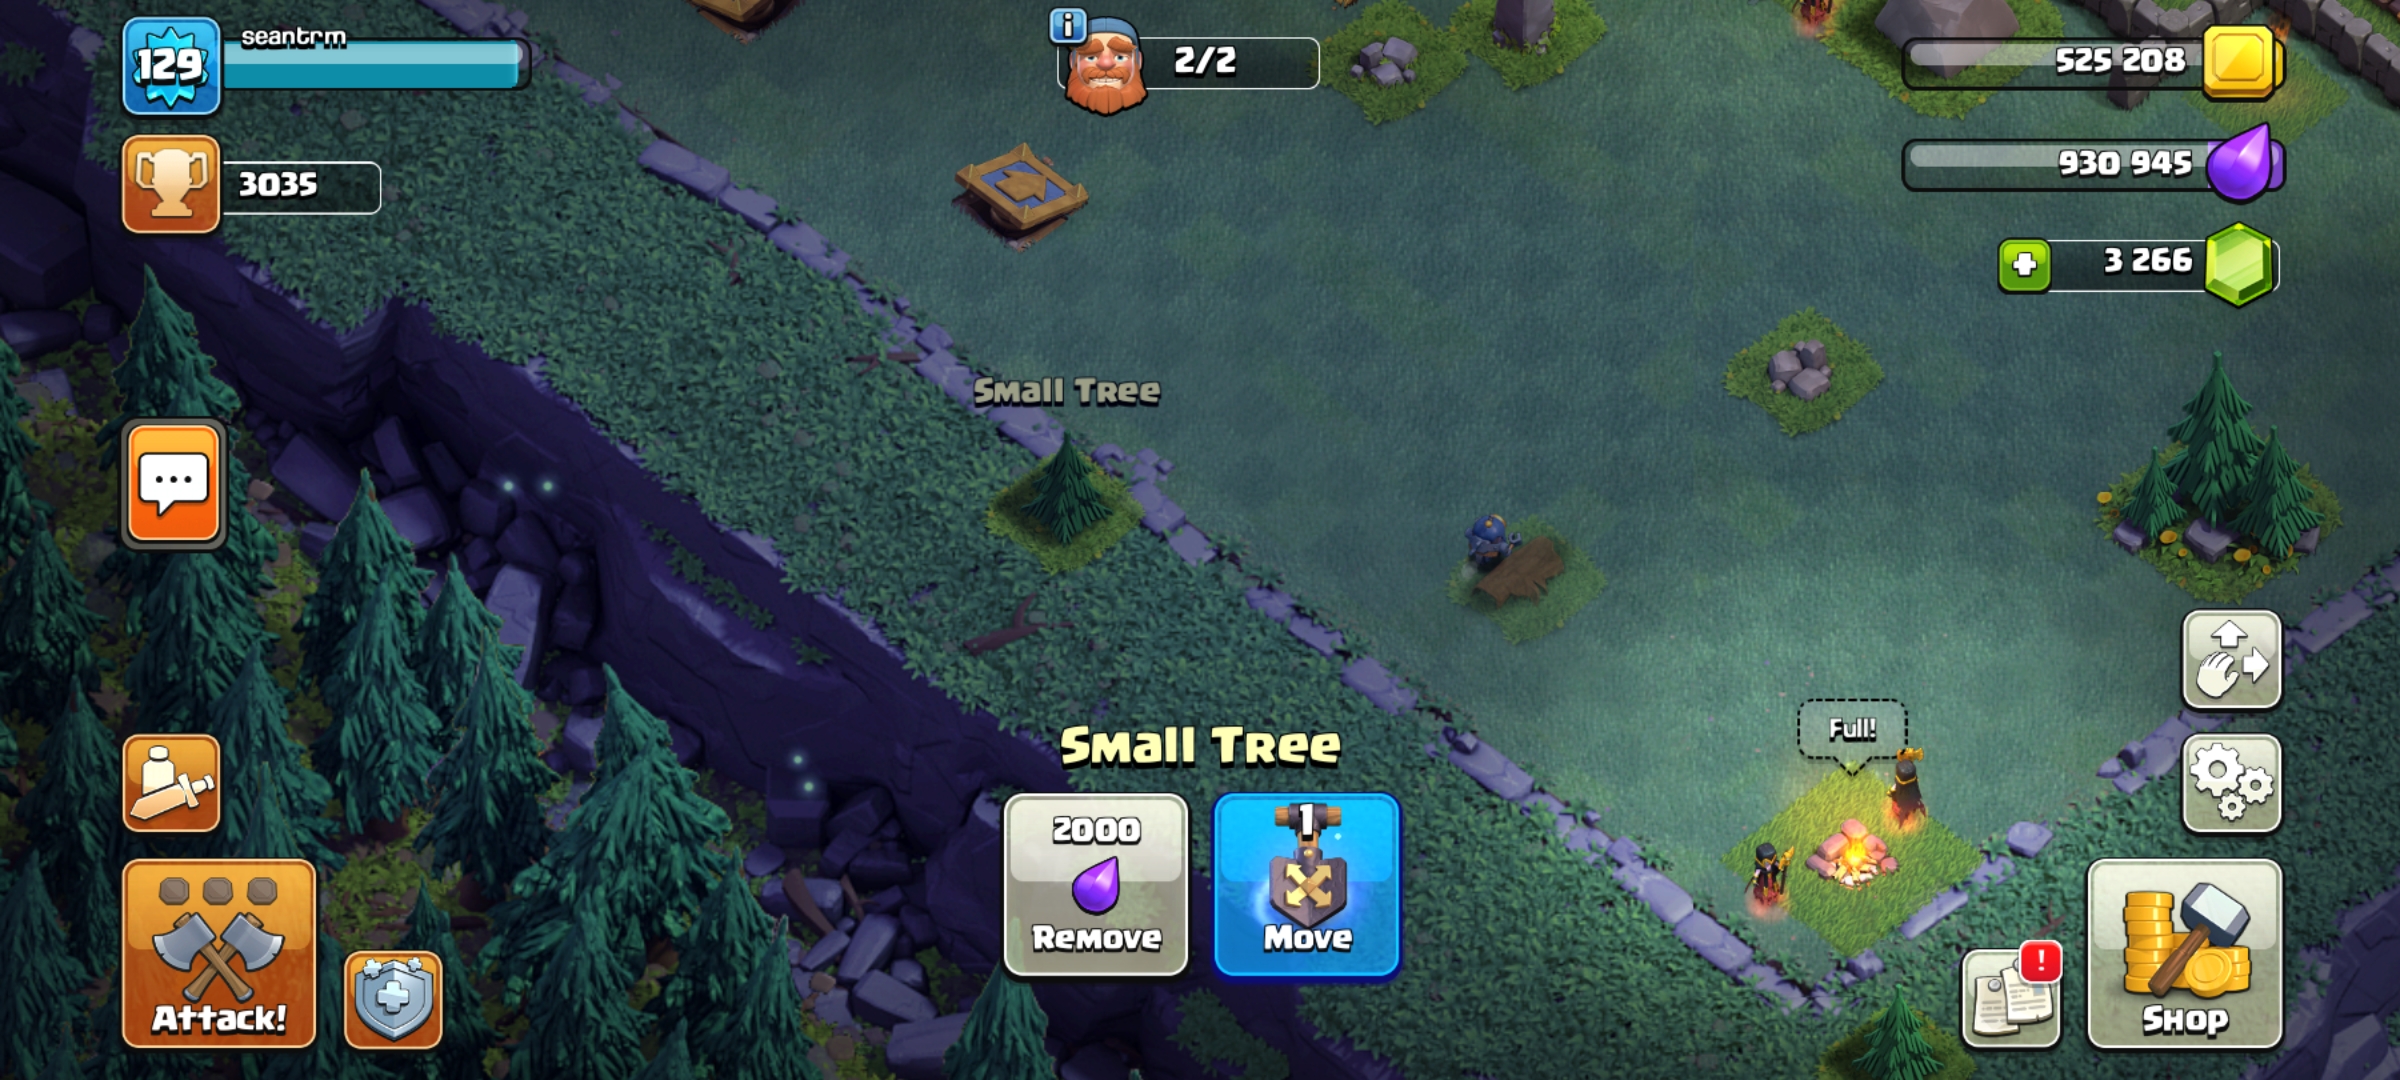 129
seantrm
2/2
525 208
3035
930 945
3 266
Small Tree
Full!
Small Tree
2000
Remove
1
Move
Attack!
!
Shop